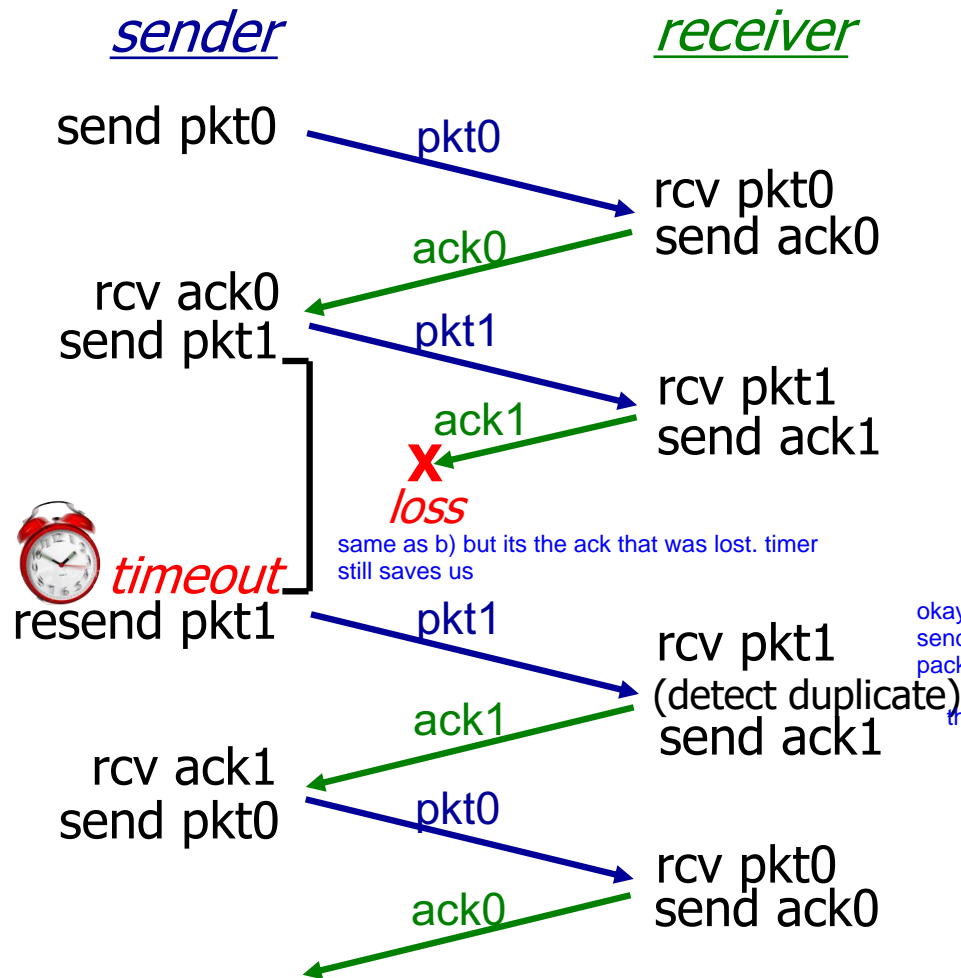 sender
receiver
send pkt0
pkt0
rcv pkt0
send ack0
ack0
rcv ack0
send pkt1
pkt1
rcv pkt1
send ack1
ack1
X
loss
same as b) but its the ack that was lost. timer
still saves us
timeout
resend pkt1
pkt1
rcv pkt1
(detect duplicate)
send ack1
okay
pack
ack1
rcv ack1
send pkt0
pkt0
rcv pkt0
send ack0
ack0